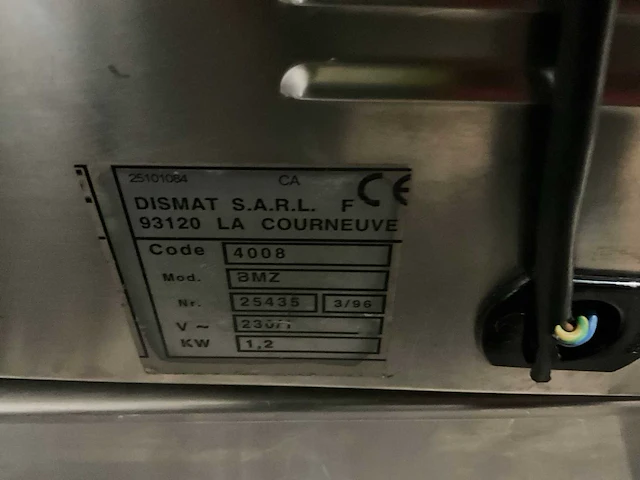 25101084 CA CE
DISMAT S.A.R.L. F
93120 LA COURNEUVE
Code 4008
Mod. BMZ
Nr. 25435 3/96
V ~
KW 1,2